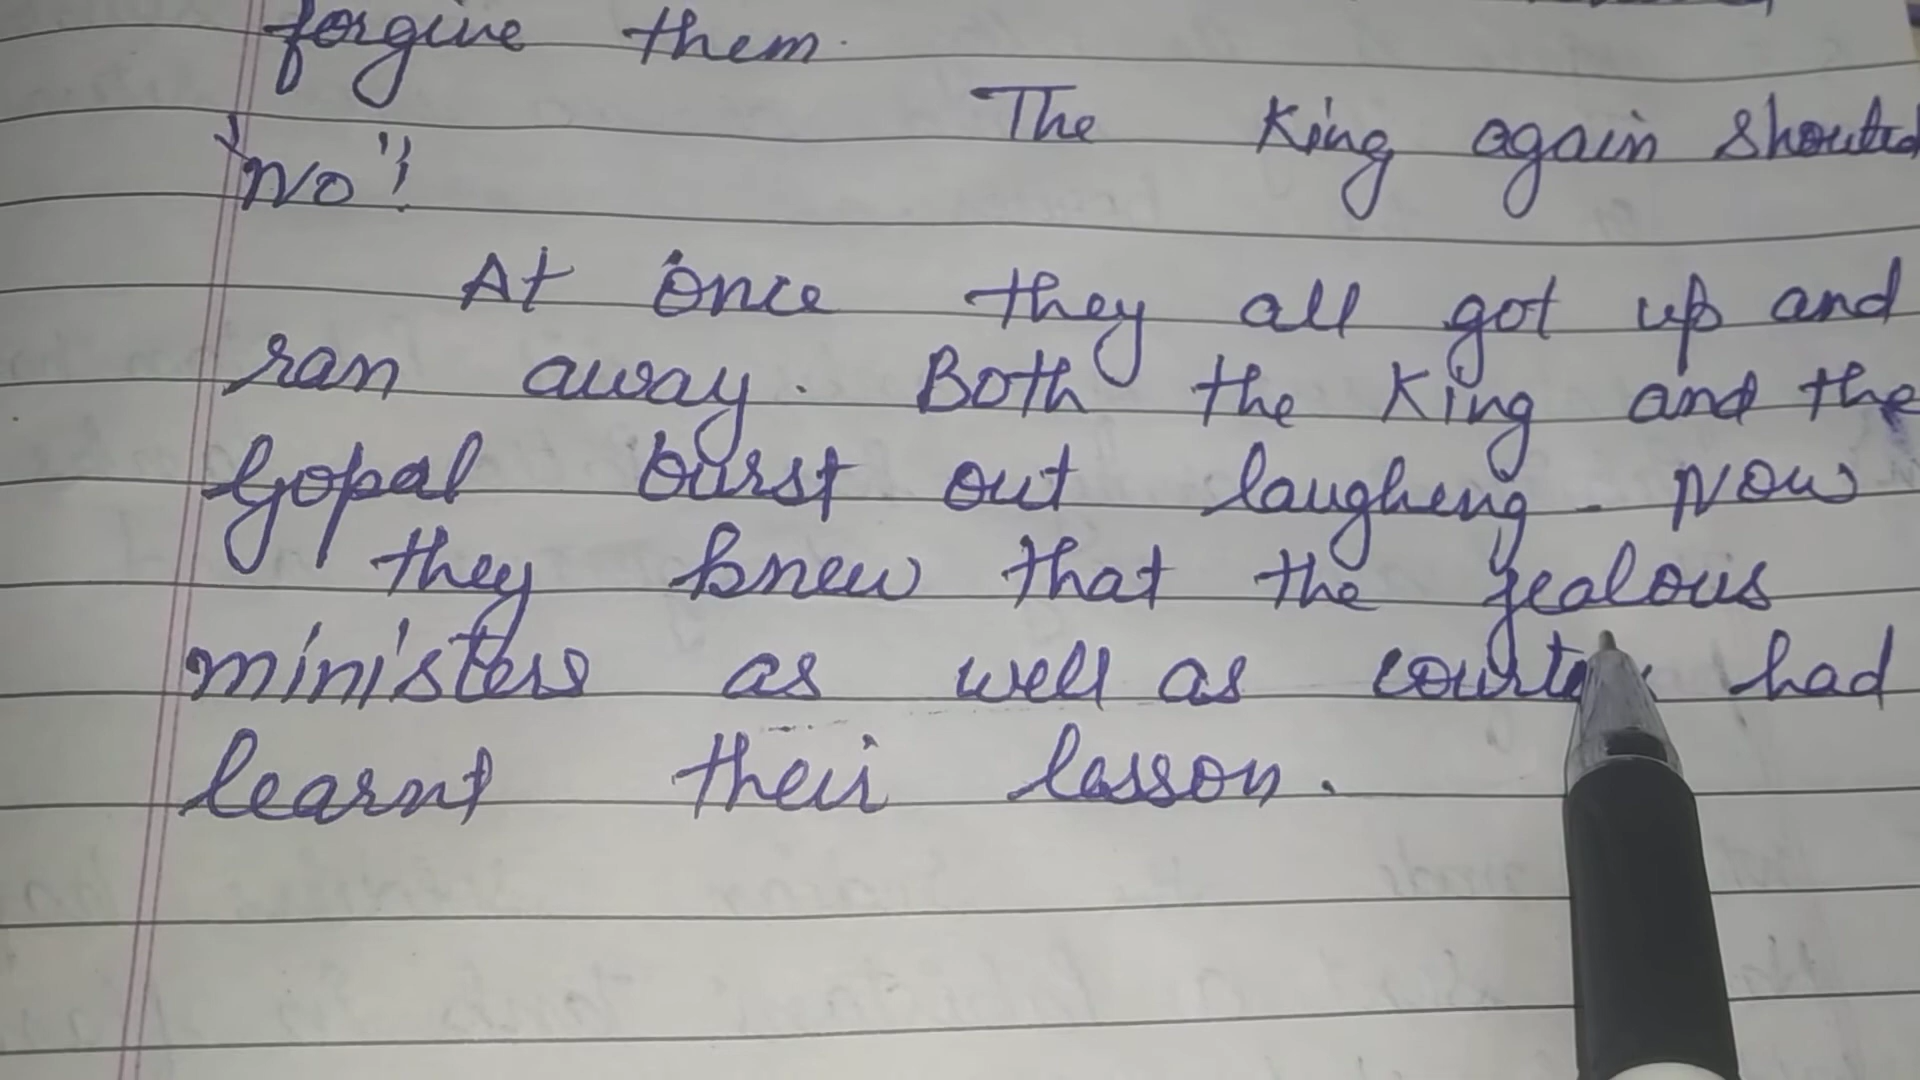 forgive them.
The King again shouted
"No"!
At once they all got up and
ran away. Both the King and the
Gopal burst out laugheng. Now
they knew that the jealous
ministers as well as had
learnt their lesson.